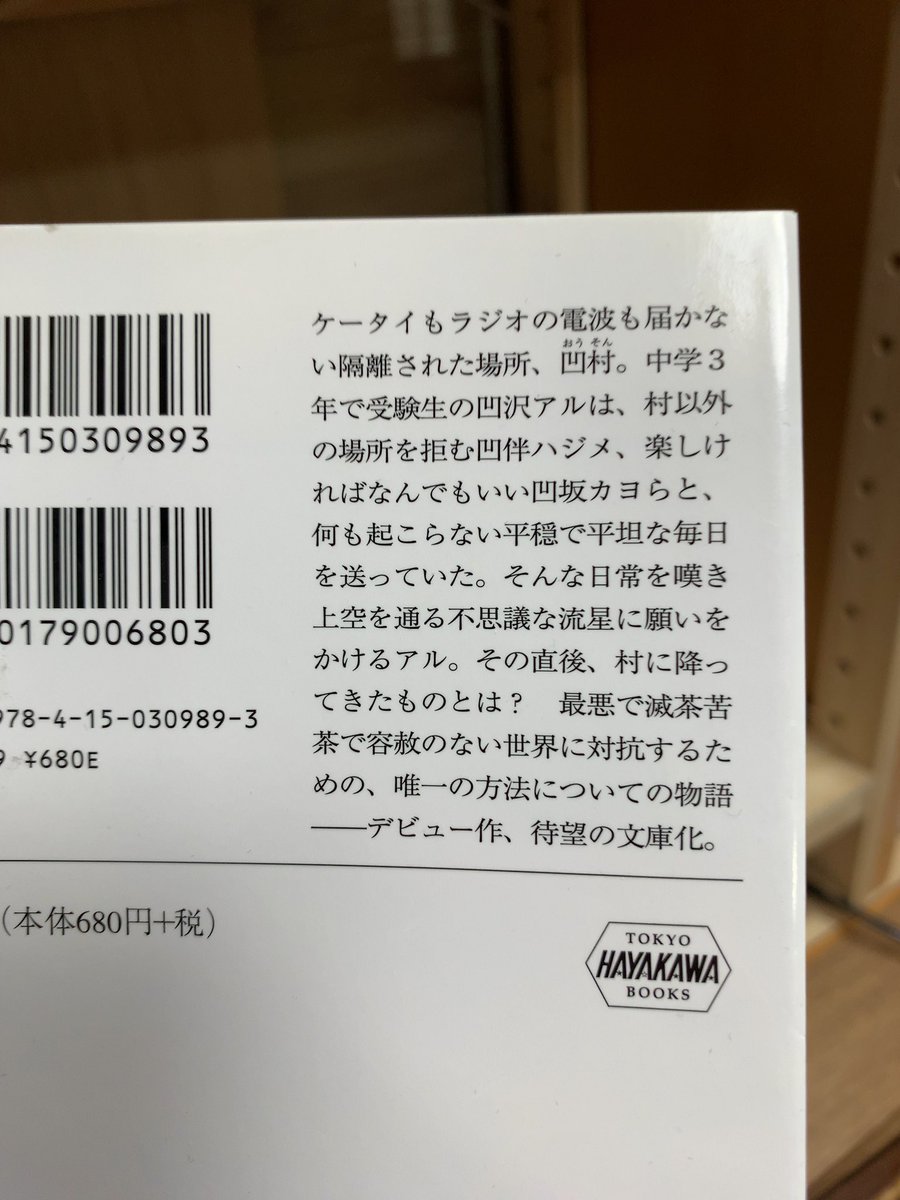 ケータイもラジオの電波も届かな
い隔離された場所、凹村。中学３
おうそん
年で受験生の凹沢アルは、村以外
の場所を拒む凹伴ハジメ、楽しけ
ればなんでもいい凹坂カヨらと、
何も起こらない平穏で平坦な毎日
を送っていた。そんな日常を嘆き
上空を通る不思議な流星に願いを
かけるアル。その直後、村に降っ
てきたものとは？　最悪で滅茶苦
茶で容赦のない世界に対抗するた
めの、唯一の方法についての物語
――デビュー作、待望の文庫化。
4150309893
0179006803
978-4-15-030989-3
9 ¥680E
（本体680円+税）
TOKYO
HAYAKAWA
BOOKS